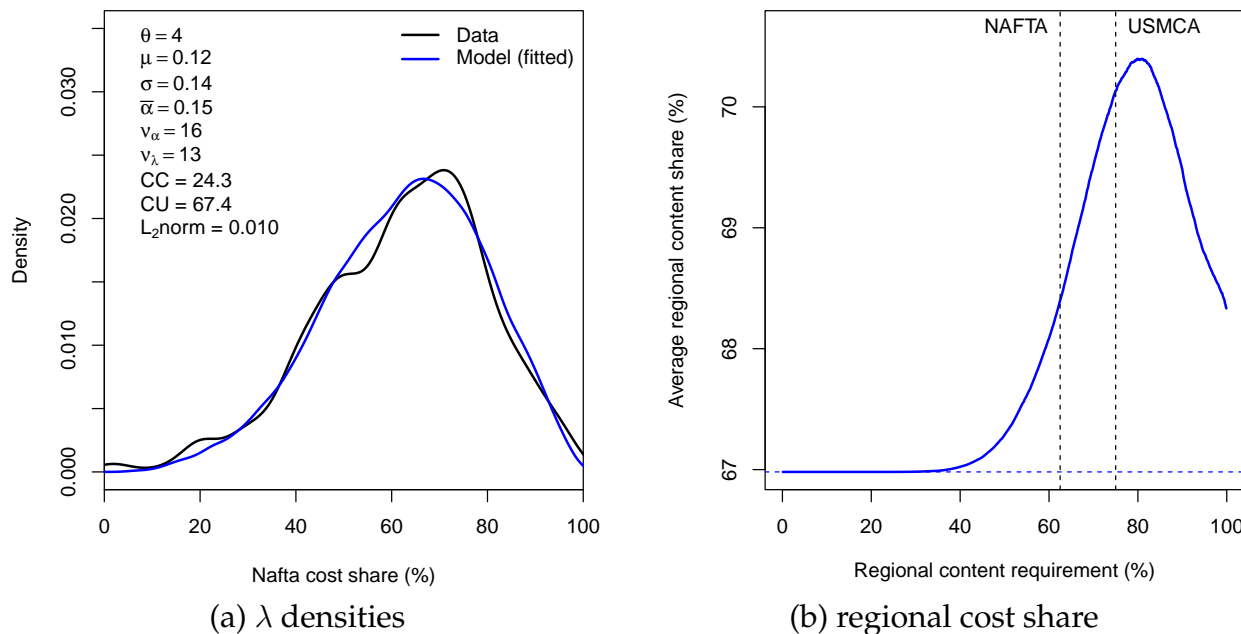 θ = 4
μ = 0.12
σ = 0.14
α̅ = 0.15
ν_α = 16
ν_λ = 13
CC = 24.3
CU = 67.4
L₂norm = 0.010
Data
Model (fitted)
0.030
0.020
0.010
0.000
Density
0 20 40 60 80 100
Nafta cost share (%)
(a) λ densities
NAFTA
USMCA
70
69
68
67
Average regional content share (%)
0 20 40 60 80 100
Regional content requirement (%)
(b) regional cost share